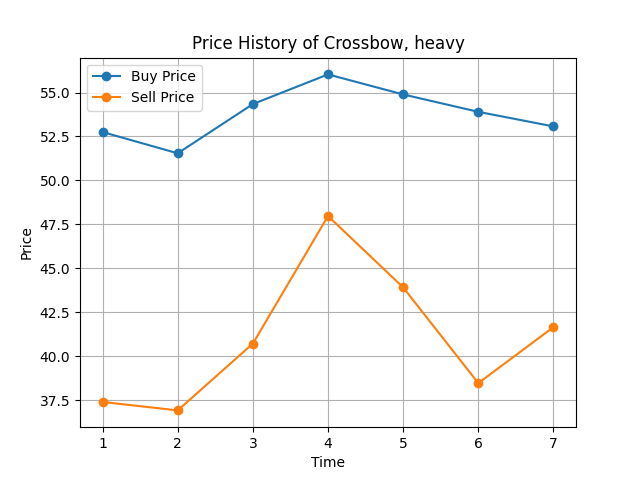 Price History of Crossbow, heavy
Buy Price
Sell Price
55.0
52.5
50.0
47.5
45.0
42.5
40.0
37.5
Price
1 2 3 4 5 6 7
Time